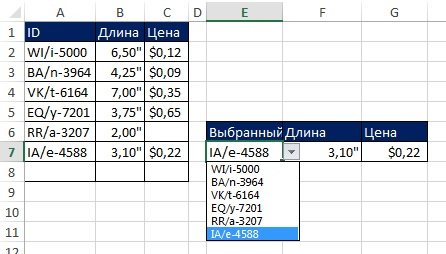 A B C D E F G
1 ID Длина Цена
2 WI/i-5000 6,50" $0,12
3 BA/n-3964 4,25" $0,09
4 VK/t-6164 7,00" $0,35
5 EQ/y-7201 3,75" $0,65
6 RR/a-3207 2,00" Выбранный Длина Цена
7 IA/e-4588 3,10" $0,22 IA/e-4588 3,10" $0,22
8 WI/i-5000
BA/n-3964
9 VK/t-6164
EQ/y-7201
10 RR/a-3207
11 IA/e-4588
12